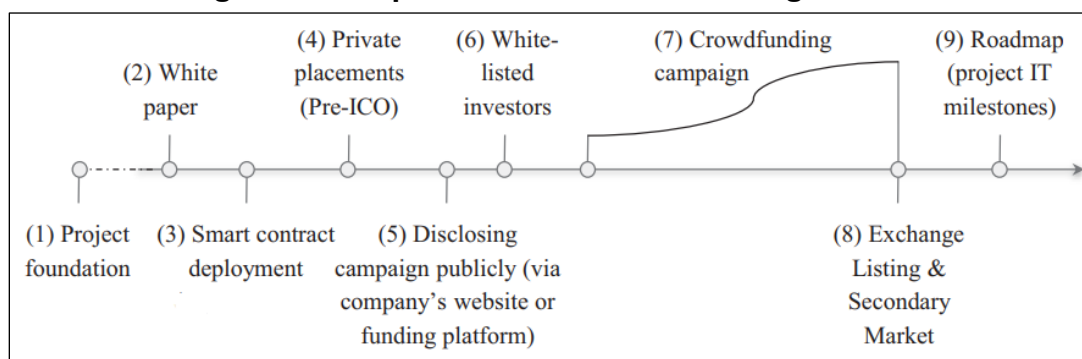 (1) Project
foundation
(2) White
paper
(3) Smart contract
deployment
(4) Private
placements
(Pre-ICO)
(5) Disclosing
campaign publicly (via
company's website or
funding platform)
(6) White-
listed
investors
(7) Crowdfunding
campaign
(8) Exchange
Listing &
Secondary
Market
(9) Roadmap
(project IT
milestones)